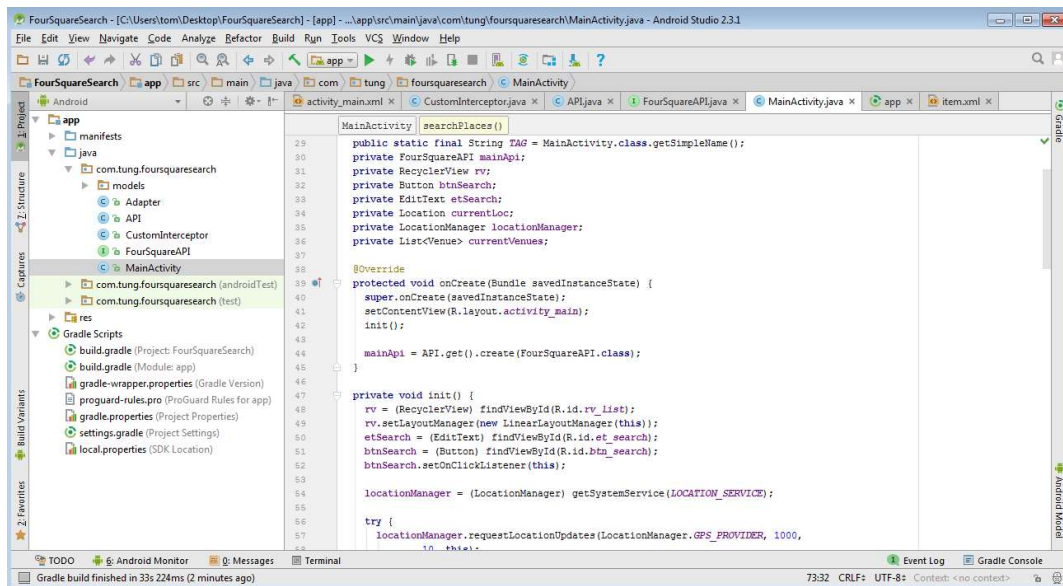 FourSquareSearch - [C:\Users\tom\Desktop\FourSquareSearch] - [app] - ...\app\src\main\java\com\tung\foursquaresearch\MainActivity.java - Android Studio 2.3.1
File Edit View Navigate Code Analyze Refactor Build Run Tools VCS Window Help
app
FourSquareSearch app src main java com tung foursquaresearch MainActivity
Android
activity_main.xml CustomInterceptor.java API.java FourSquareAPI.java MainActivity.java app item.xml
1: Project
7: Structure
Captures
Build Variants
2: Favorites
app
manifests
java
com.tung.foursquaresearch
models
Adapter
API
CustomInterceptor
FourSquareAPI
MainActivity
com.tung.foursquaresearch (androidTest)
com.tung.foursquaresearch (test)
res
Gradle Scripts
build.gradle (Project: FourSquareSearch)
build.gradle (Module: app)
gradle-wrapper.properties (Gradle Version)
proguard-rules.pro (ProGuard Rules for app)
gradle.properties (Project Properties)
settings.gradle (Project Settings)
local.properties (SDK Location)
MainActivity searchPlaces()
29 public static final String TAG = MainActivity.class.getSimpleName();
30 private FourSquareAPI mainApi;
31 private RecyclerView rv;
32 private Button btnSearch;
33 private EditText etSearch;
34 private Location currentLoc;
35 private LocationManager locationManager;
36 private List<Venue> currentVenues;
37
38 @Override
39 protected void onCreate(Bundle savedInstanceState) {
40 super.onCreate(savedInstanceState);
41 setContentView(R.layout.activity_main);
42 init();
43
44 mainApi = API.get().create(FourSquareAPI.class);
45 }
46
47 private void init() {
48 rv = (RecyclerView) findViewById(R.id.rv_list);
49 rv.setLayoutManager(new LinearLayoutManager(this));
50 etSearch = (EditText) findViewById(R.id.et_search);
51 btnSearch = (Button) findViewById(R.id.btn_search);
52 btnSearch.setOnClickListener(this);
53
54 locationManager = (LocationManager) getSystemService(LOCATION_SERVICE);
55
56 try {
57 locationManager.requestLocationUpdates(LocationManager.GPS_PROVIDER, 1000,
58 10, this);
Gradle
Android Model
TODO 6: Android Monitor 0: Messages Terminal 1 Event Log Gradle Console
Gradle build finished in 33s 224ms (2 minutes ago) 73:32 CRLF UTF-8 Context: <no context>